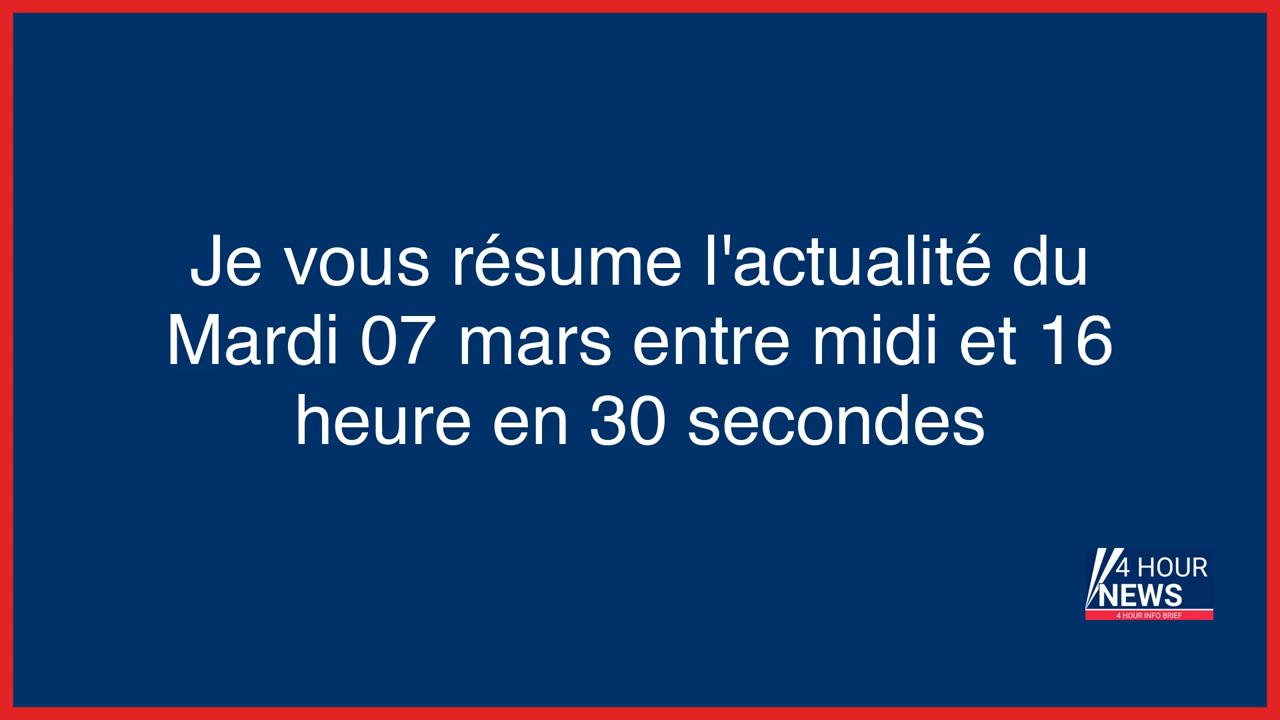 Je vous résume l'actualité du
Mardi 07 mars entre midi et 16
heure en 30 secondes
4 HOUR
NEWS
4 HOUR INFO BRIEF